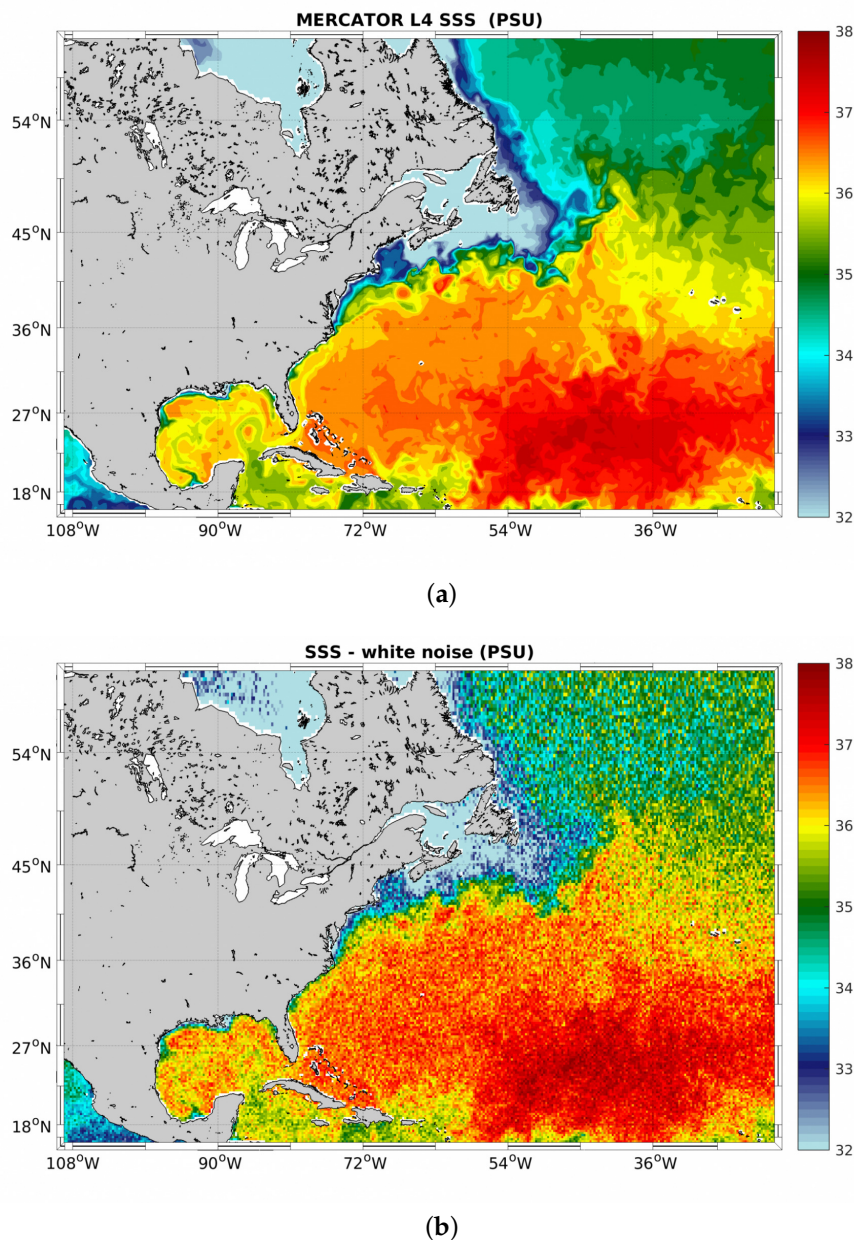 MERCATOR L4 SSS (PSU)
38
37
36
35
34
33
32
54°N
45°N
36°N
27°N
18°N
108°W 90°W 72°W 54°W 36°W
(a)
SSS - white noise (PSU)
38
37
36
35
34
33
32
54°N
45°N
36°N
27°N
18°N
108°W 90°W 72°W 54°W 36°W
(b)